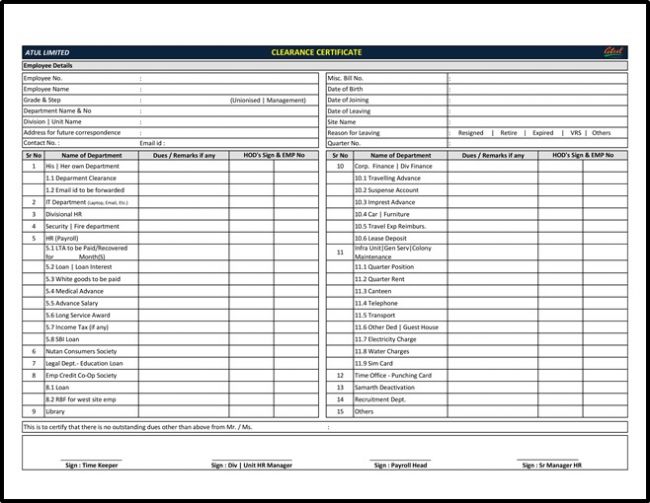 ATUL LIMITED
CLEARANCE CERTIFICATE
Atul
Employee Details
Employee No. :
Employee Name :
Grade & Step : (Unionised | Management)
Department Name & No :
Division | Unit Name :
Address for future correspondence :
Contact No. : Email id :
Misc. Bill No. :
Date of Birth :
Date of Joining :
Date of Leaving :
Site Name :
Reason for Leaving : Resigned | Retire | Expired | VRS | Others
Quarter No. :
Sr No Name of Department Dues / Remarks if any HOD's Sign & EMP No
1 His | Her own Department
1.1 Deparment Clearance
1.2 Email id to be forwarded
2 IT Department (Laptop, Email, Etc.)
3 Divisional HR
4 Security | Fire department
5 HR (Payroll)
5.1 LTA to be Paid/Recovered
for Month(S)
5.2 Loan | Loan Interest
5.3 White goods to be paid
5.4 Medical Advance
5.5 Advance Salary
5.6 Long Service Award
5.7 Income Tax (if any)
5.8 SBI Loan
6 Nutan Consumers Society
7 Legal Dept.- Education Loan
8 Emp Credit Co-Op Society
8.1 Loan
8.2 RBF for west site emp
9 Library
Sr No Name of Department Dues / Remarks if any HOD's Sign & EMP No
10 Corp. Finance | Div Finance
10.1 Travelling Advance
10.2 Suspense Account
10.3 Imprest Advance
10.4 Car | Furniture
10.5 Travel Exp Reimburs.
10.6 Lease Deposit
11 Infra Unit|Gen Serv|Colony
Maintenance
11.1 Quarter Position
11.2 Quarter Rent
11.3 Canteen
11.4 Telephone
11.5 Transport
11.6 Other Ded | Guest House
11.7 Electricity Charge
11.8 Water Charges
11.9 Sim Card
12 Time Office - Punching Card
13 Samarth Deactivation
14 Recruitment Dept.
15 Others
This is to certify that there is no outstanding dues other than above from Mr. / Ms. :
Sign : Time Keeper
Sign : Div | Unit HR Manager
Sign : Payroll Head
Sign : Sr Manager HR